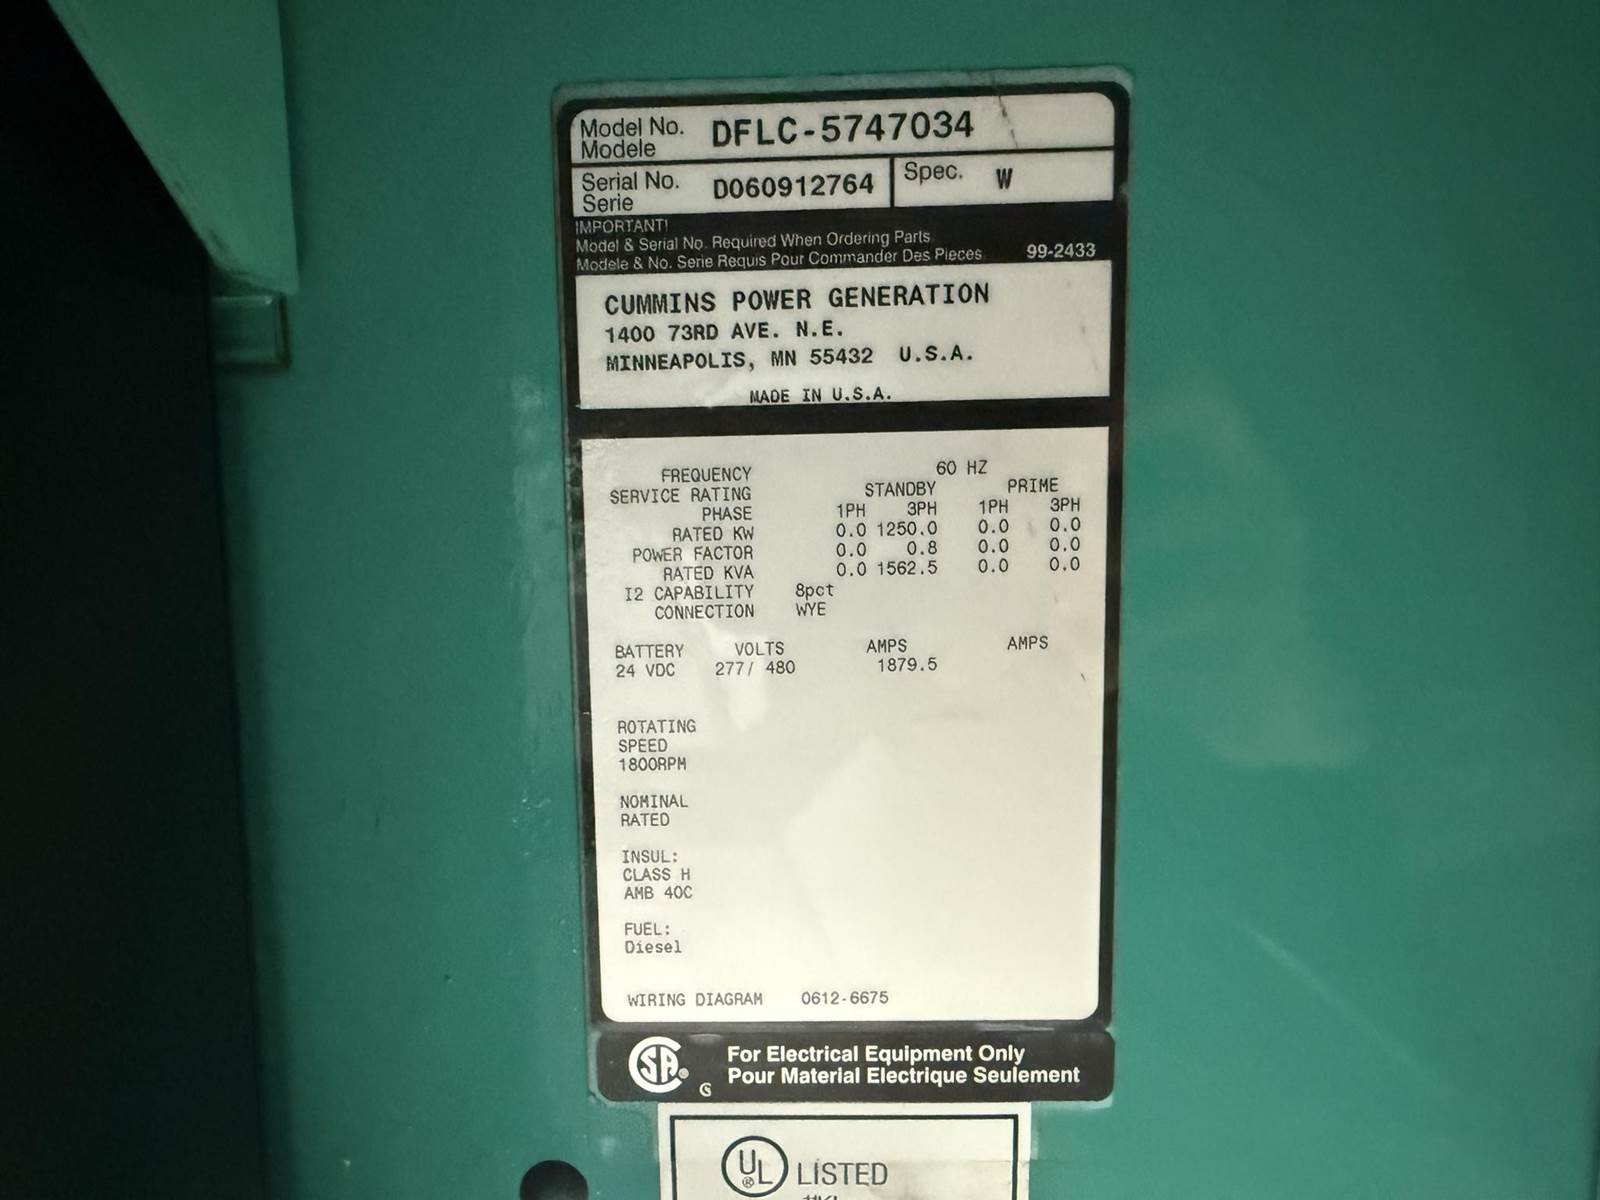 Model No. DFLC-5747034
Modele
Serial No. D060912764 Spec. W
Serie
IMPORTANT!
Model & Serial No. Required When Ordering Parts
Modele & No. Serie Requis Pour Commander Des Pieces 99-2433
CUMMINS POWER GENERATION
1400 73RD AVE. N.E.
MINNEAPOLIS, MN 55432 U.S.A.
MADE IN U.S.A.
FREQUENCY 60 HZ
SERVICE RATING STANDBY PRIME
PHASE 1PH 3PH 1PH 3PH
RATED KW 0.0 1250.0 0.0 0.0
POWER FACTOR 0.0 0.8 0.0 0.0
RATED KVA 0.0 1562.5 0.0 0.0
I2 CAPABILITY 8pct
CONNECTION WYE
BATTERY VOLTS AMPS AMPS
24 VDC 277/ 480 1879.5
ROTATING
SPEED
1800RPM
NOMINAL
RATED
INSUL:
CLASS H
AMB 40C
FUEL:
Diesel
WIRING DIAGRAM 0612-6675
SA ® For Electrical Equipment Only
Pour Material Electrique Seulement
UL ® LISTED